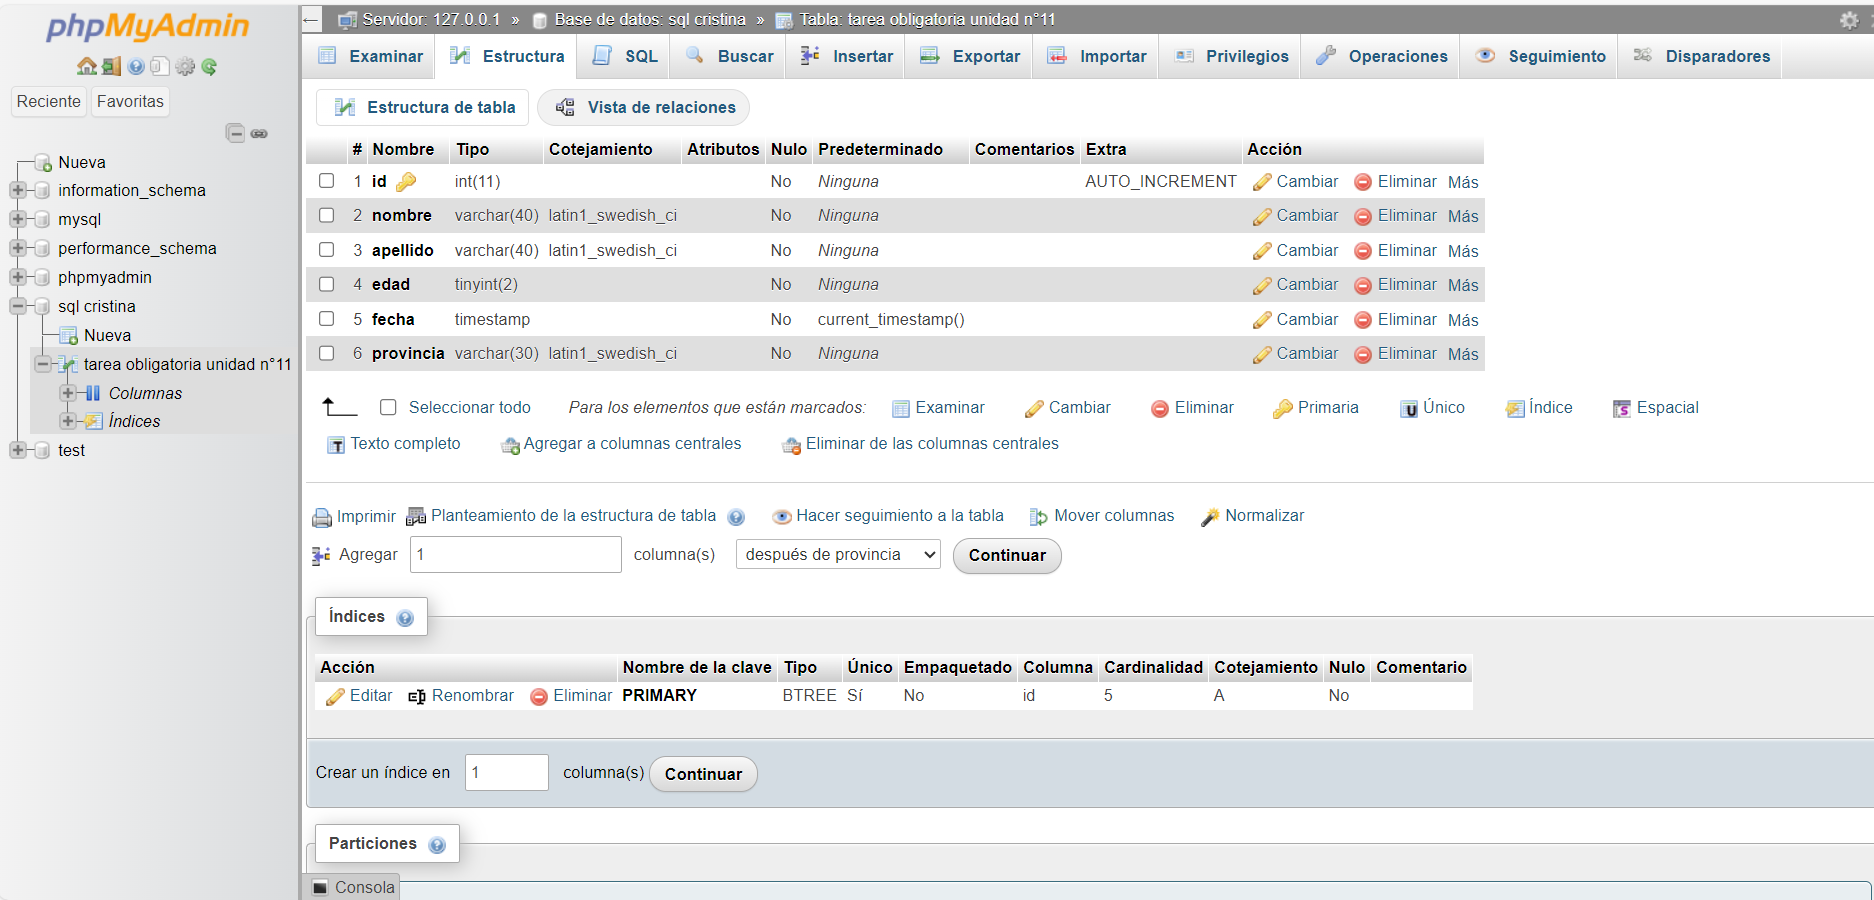 phpMyAdmin
Reciente Favoritas
Nueva
information_schema
mysql
performance_schema
phpmyadmin
sql cristina
Nueva
tarea obligatoria unidad n°11
Columnas
Índices
test
← Servidor: 127.0.0.1 » Base de datos: sql cristina » Tabla: tarea obligatoria unidad n°11
Examinar Estructura SQL Buscar Insertar Exportar Importar Privilegios Operaciones Seguimiento Disparadores
Estructura de tabla Vista de relaciones
# Nombre Tipo Cotejamiento Atributos Nulo Predeterminado Comentarios Extra Acción
1 id int(11) No Ninguna AUTO_INCREMENT Cambiar Eliminar Más
2 nombre varchar(40) latin1_swedish_ci No Ninguna Cambiar Eliminar Más
3 apellido varchar(40) latin1_swedish_ci No Ninguna Cambiar Eliminar Más
4 edad tinyint(2) No Ninguna Cambiar Eliminar Más
5 fecha timestamp No current_timestamp() Cambiar Eliminar Más
6 provincia varchar(30) latin1_swedish_ci No Ninguna Cambiar Eliminar Más
Seleccionar todo Para los elementos que están marcados: Examinar Cambiar Eliminar Primaria Único Índice Espacial
Texto completo Agregar a columnas centrales Eliminar de las columnas centrales
Imprimir Planteamiento de la estructura de tabla Hacer seguimiento a la tabla Mover columnas Normalizar
Agregar 1 columna(s) después de provincia Continuar
Índices
Acción Nombre de la clave Tipo Único Empaquetado Columna Cardinalidad Cotejamiento Nulo Comentario
Editar Renombrar Eliminar PRIMARY BTREE Sí No id 5 A No
Crear un índice en 1 columna(s) Continuar
Particiones
Consola